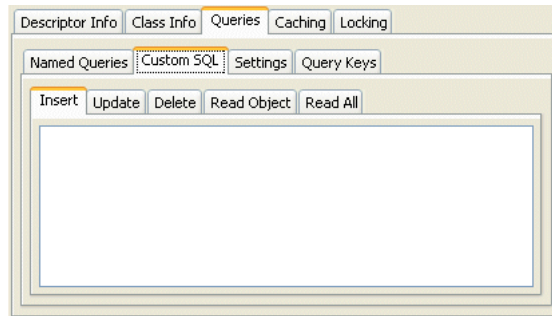 Descriptor Info Class Info Queries Caching Locking
Named Queries Custom SQL Settings Query Keys
Insert Update Delete Read Object Read All